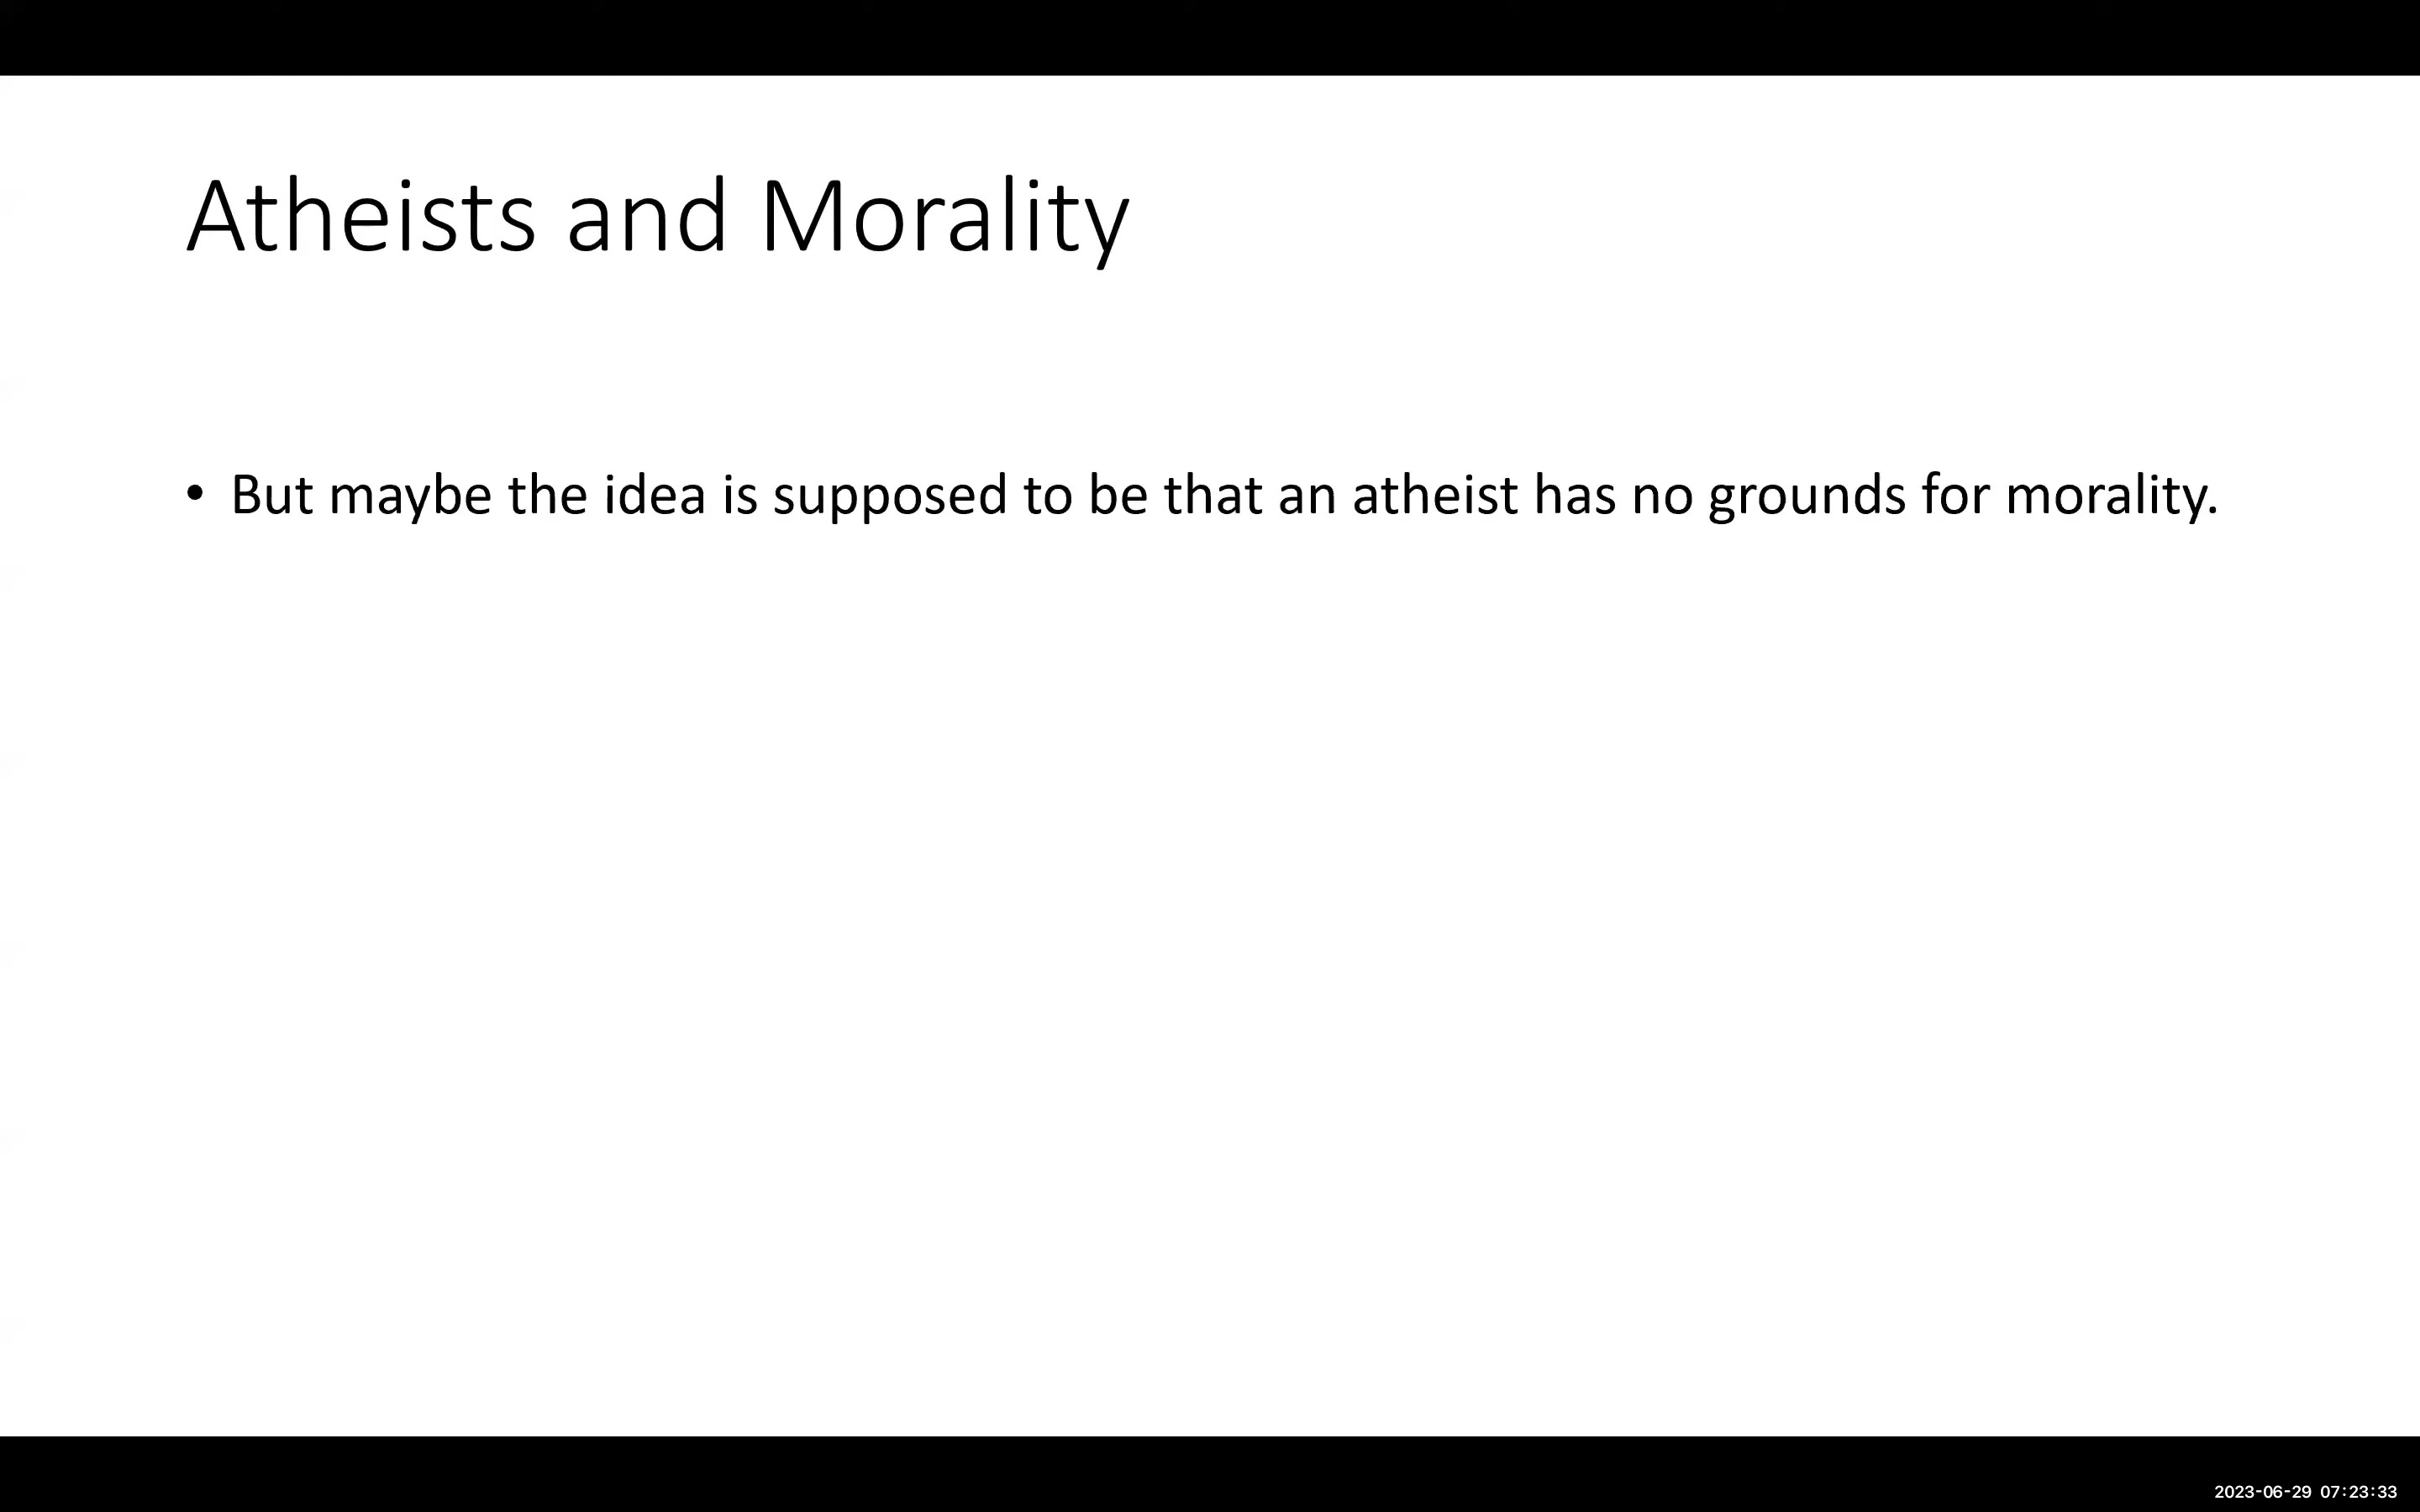 Atheists and Morality
• But maybe the idea is supposed to be that an atheist has no grounds for morality.
2023-06-29 07:23:33